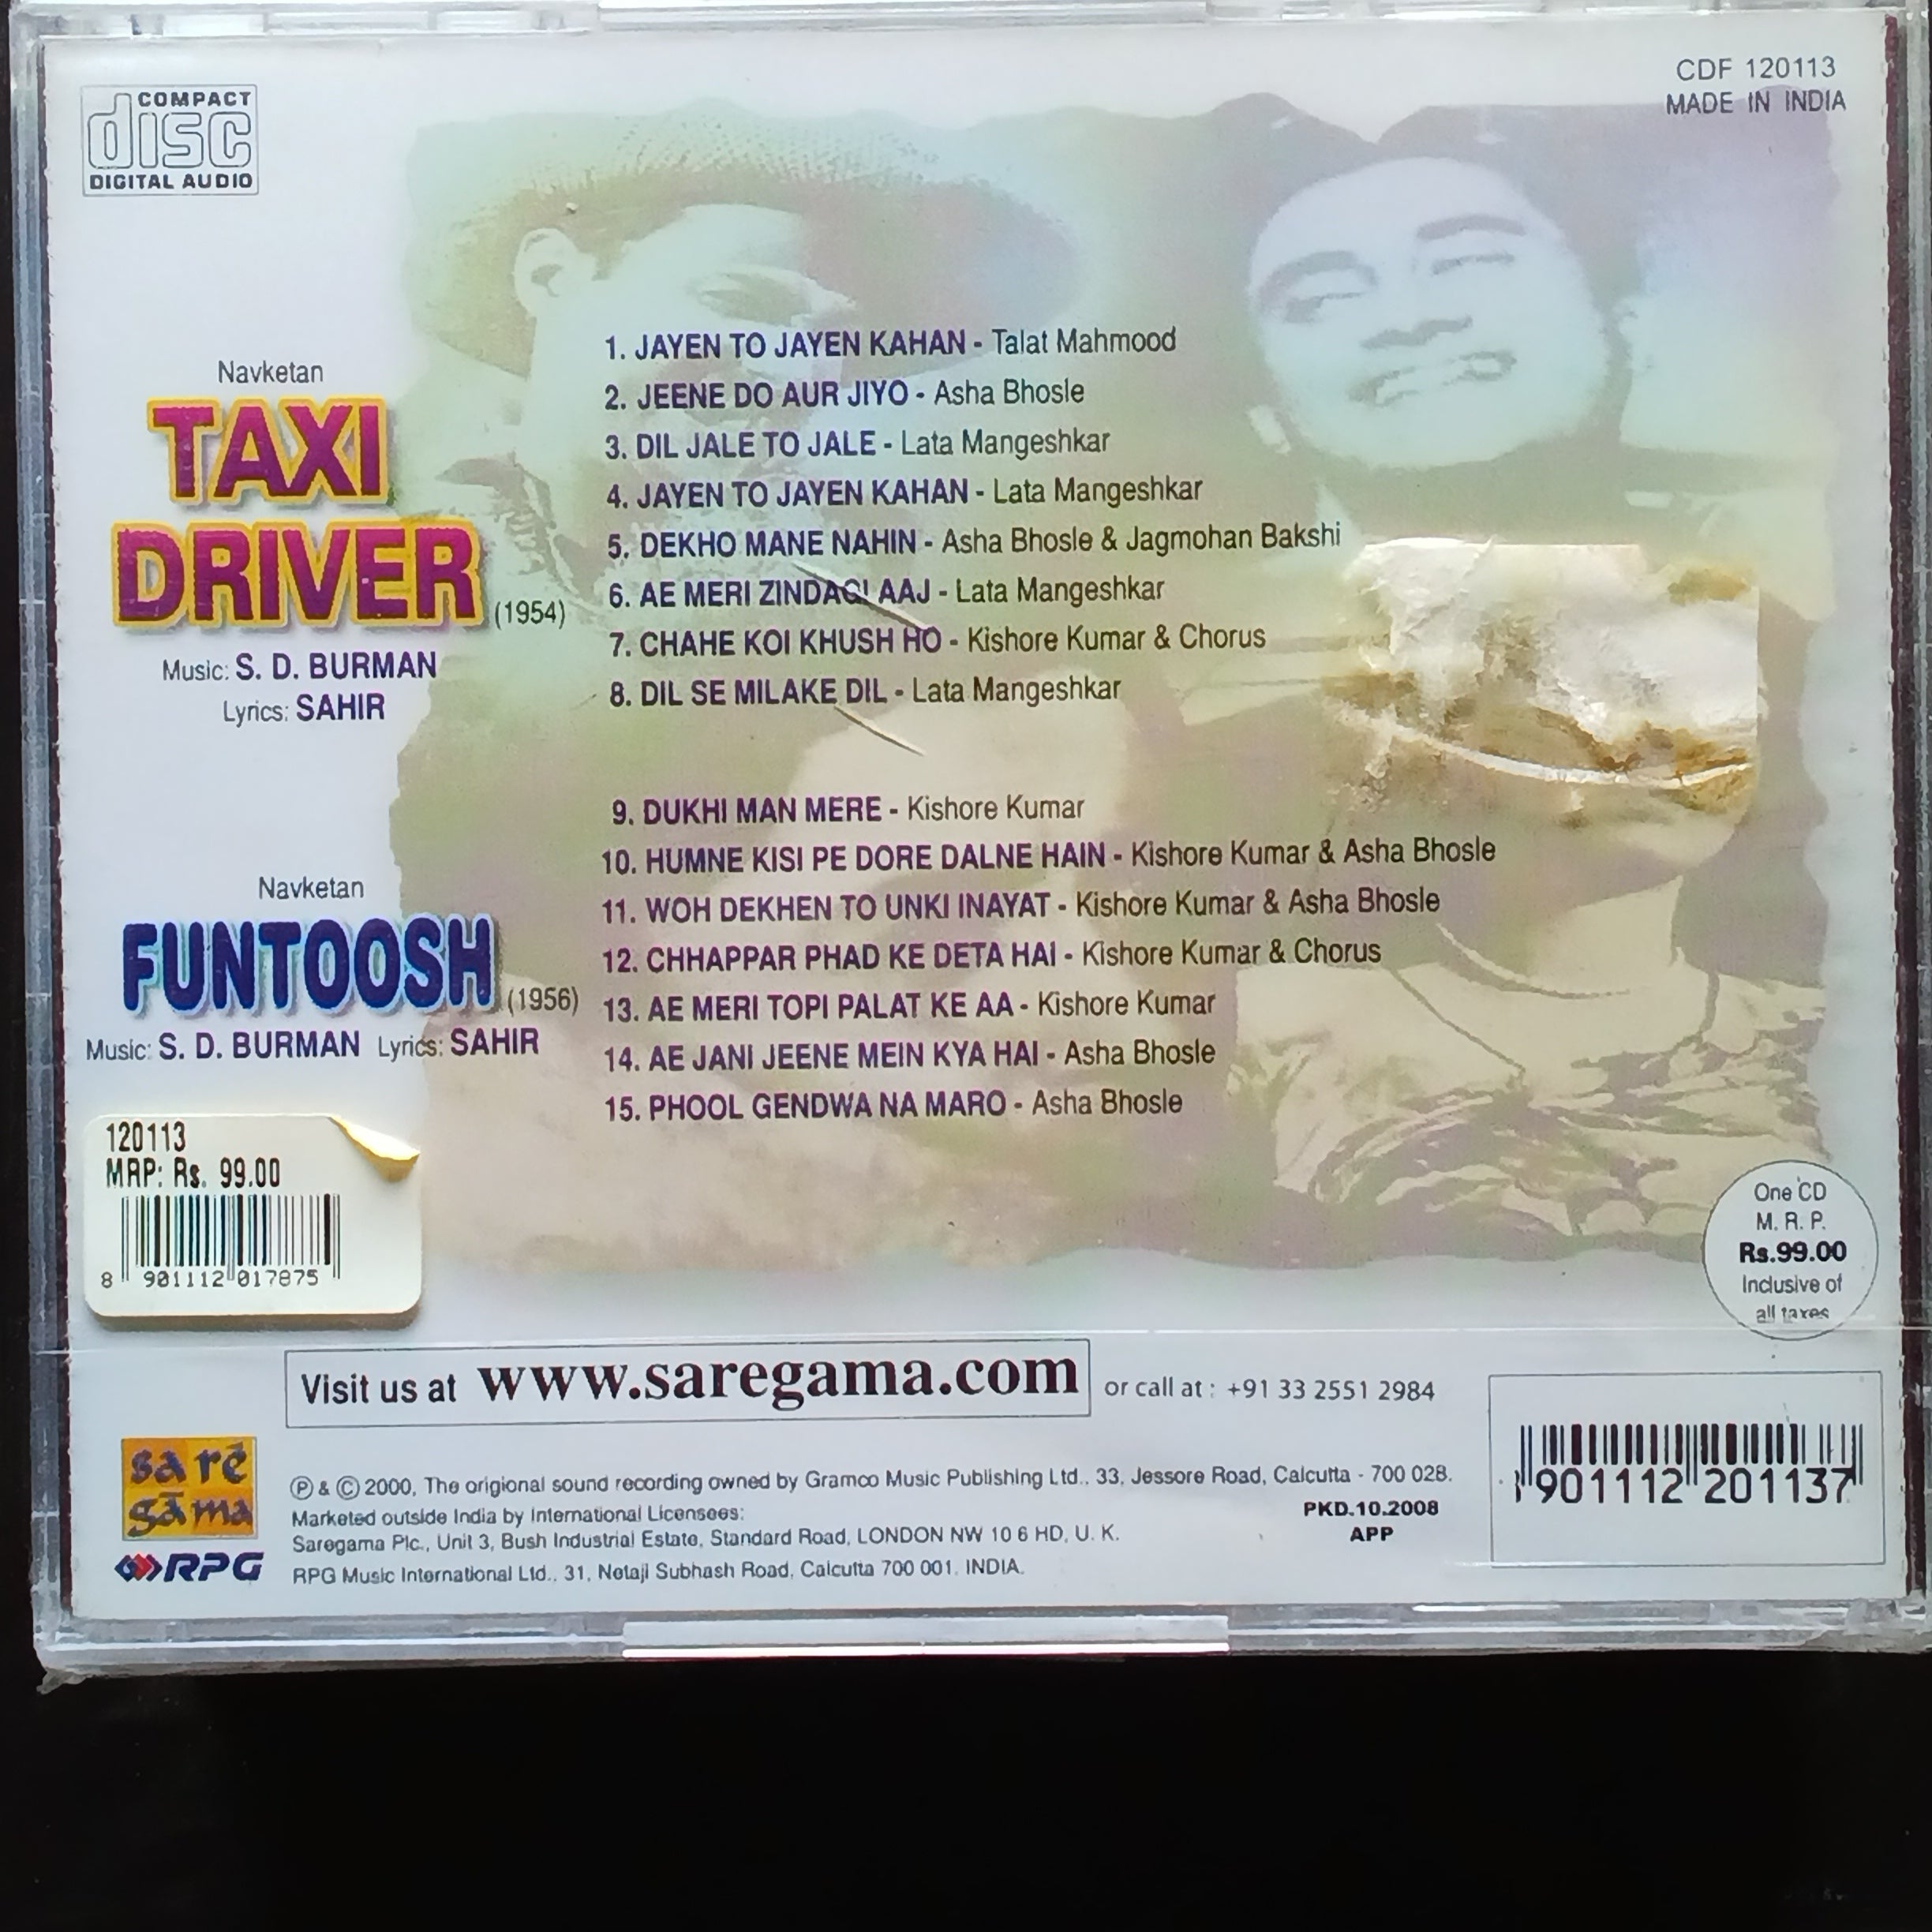 COMPACT
disc
DIGITAL AUDIO
CDF 120113
MADE IN INDIA
Navketan
TAXI
DRIVER (1954)
Music: S. D. BURMAN
Lyrics: SAHIR
1. JAYEN TO JAYEN KAHAN - Talat Mahmood
2. JEENE DO AUR JIYO - Asha Bhosle
3. DIL JALE TO JALE - Lata Mangeshkar
4. JAYEN TO JAYEN KAHAN - Lata Mangeshkar
5. DEKHO MANE NAHIN - Asha Bhosle & Jagmohan Bakshi
6. AE MERI ZINDAGI AAJ - Lata Mangeshkar
7. CHAHE KOI KHUSH HO - Kishore Kumar & Chorus
8. DIL SE MILAKE DIL - Lata Mangeshkar
Navketan
FUNTOOSH (1956)
Music: S. D. BURMAN Lyrics: SAHIR
9. DUKHI MAN MERE - Kishore Kumar
10. HUMNE KISI PE DORE DALNE HAIN - Kishore Kumar & Asha Bhosle
11. WOH DEKHEN TO UNKI INAYAT - Kishore Kumar & Asha Bhosle
12. CHHAPPAR PHAD KE DETA HAI - Kishore Kumar & Chorus
13. AE MERI TOPI PALAT KE AA - Kishore Kumar
14. AE JANI JEENE MEIN KYA HAI - Asha Bhosle
15. PHOOL GENDWA NA MARO - Asha Bhosle
120113
MRP: Rs. 99.00
8 901112 017875
One CD
M. R. P.
Rs.99.00
Inclusive of
all taxes
Visit us at www.saregama.com or call at : +91 33 2551 2984
sa rē
gā ma
RPG
℗ & © 2000, The origional sound recording owned by Gramco Music Publishing Ltd., 33, Jessore Road, Calcutta - 700 028.
Marketed outside India by International Licensees:
Saregama Plc., Unit 3, Bush Industrial Estate, Standard Road, LONDON NW 10 6 HD, U. K.
RPG Music International Ltd., 31, Netaji Subhash Road, Calcutta 700 001. INDIA.
PKD.10.2008
APP
901112 201137